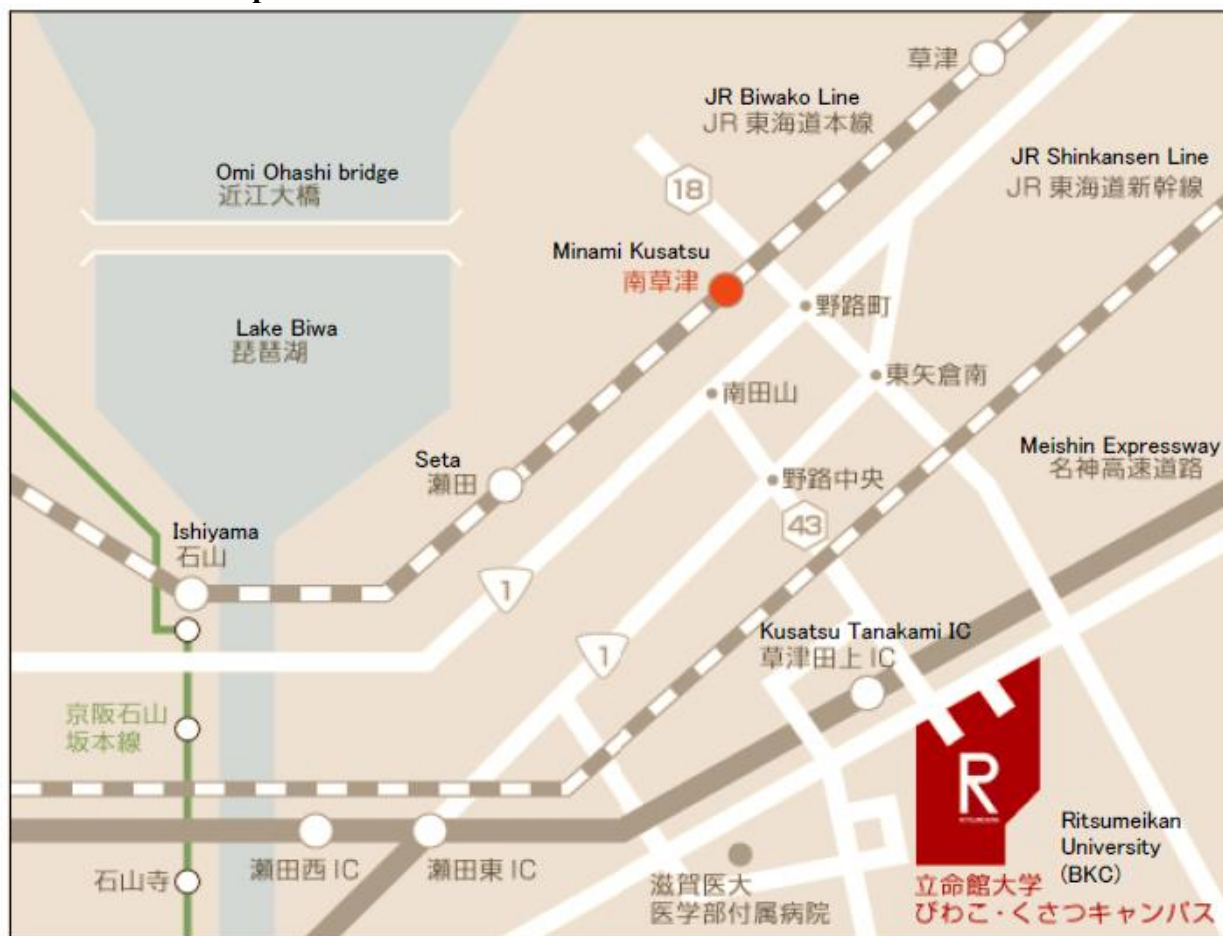 草津
JR Biwako Line
JR 東海道本線
Omi Ohashi bridge
近江大橋
18
JR Shinkansen Line
JR 東海道新幹線
Minami Kusatsu
南草津
野路町
Lake Biwa
琵琶湖
東矢倉南
南田山
Meishin Expressway
名神高速道路
Seta
瀬田
野路中央
43
Ishiyama
石山
1
1
Kusatsu Tanakami IC
草津田上 IC
京阪石山
坂本線
R
RITSUMEIKAN
Ritsumeikan
University
(BKC)
瀬田西 IC
瀬田東 IC
石山寺
滋賀医大
医学部付属病院
立命館大学
びわこ・くさつキャンパス